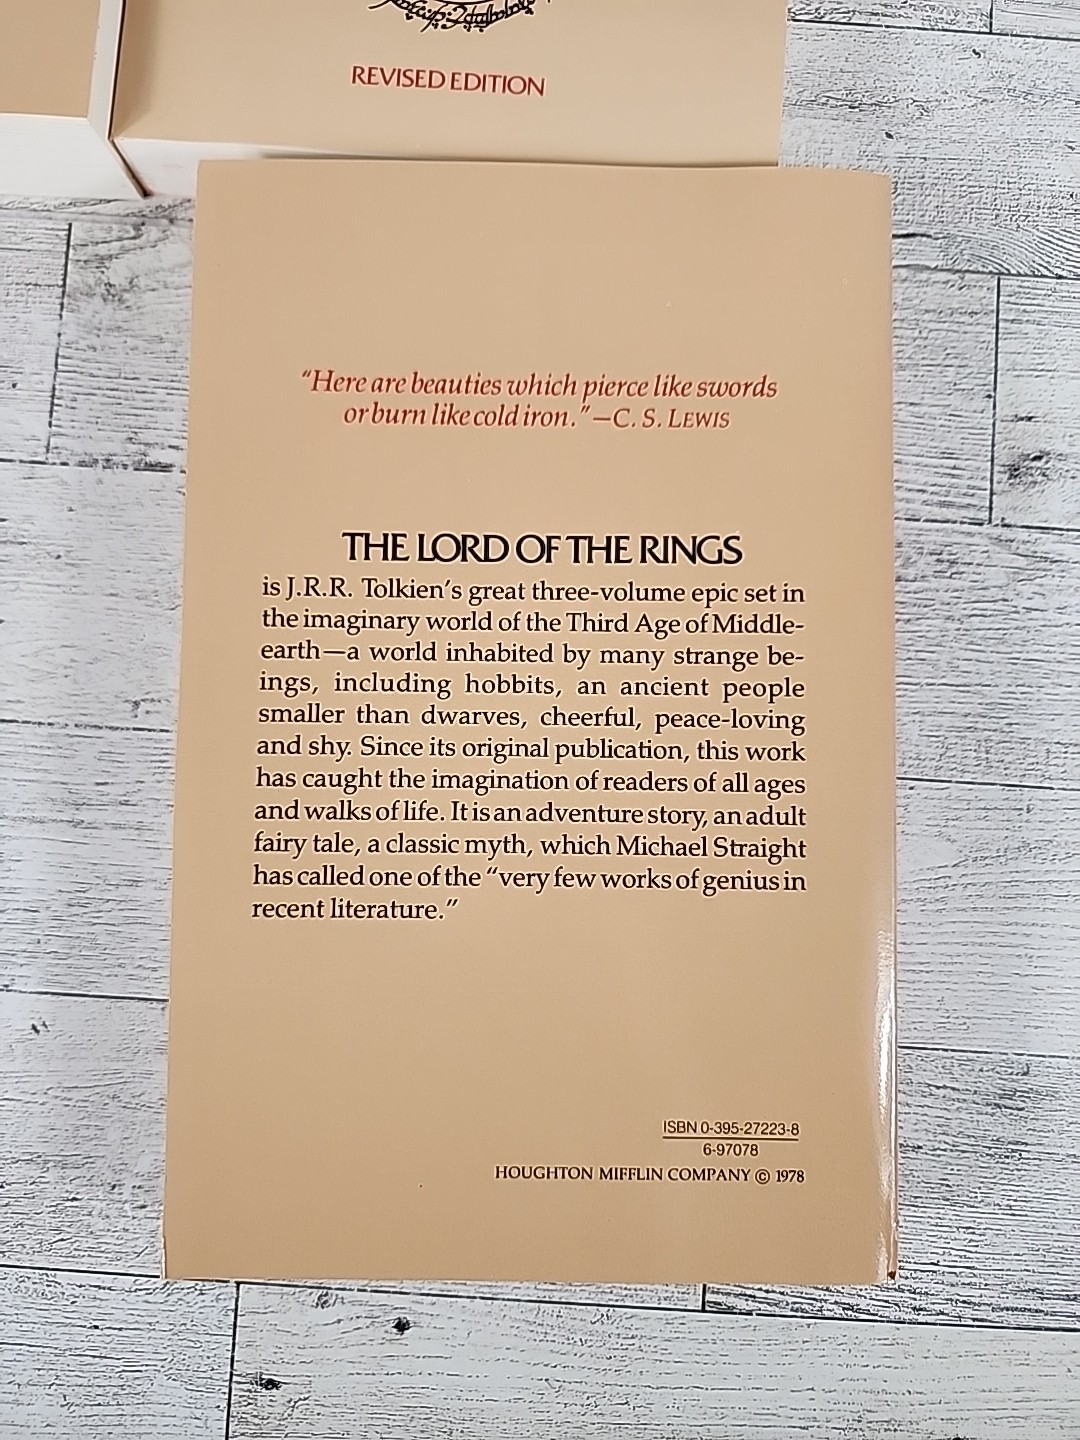 REVISED EDITION
"Here are beauties which pierce like swords
or burn like cold iron."—C. S. LEWIS
THE LORD OF THE RINGS
is J.R.R. Tolkien's great three-volume epic set in
the imaginary world of the Third Age of Middle-
earth—a world inhabited by many strange be-
ings, including hobbits, an ancient people
smaller than dwarves, cheerful, peace-loving
and shy. Since its original publication, this work
has caught the imagination of readers of all ages
and walks of life. It is an adventure story, an adult
fairy tale, a classic myth, which Michael Straight
has called one of the "very few works of genius in
recent literature."
ISBN 0-395-27223-8
6-97078
HOUGHTON MIFFLIN COMPANY © 1978